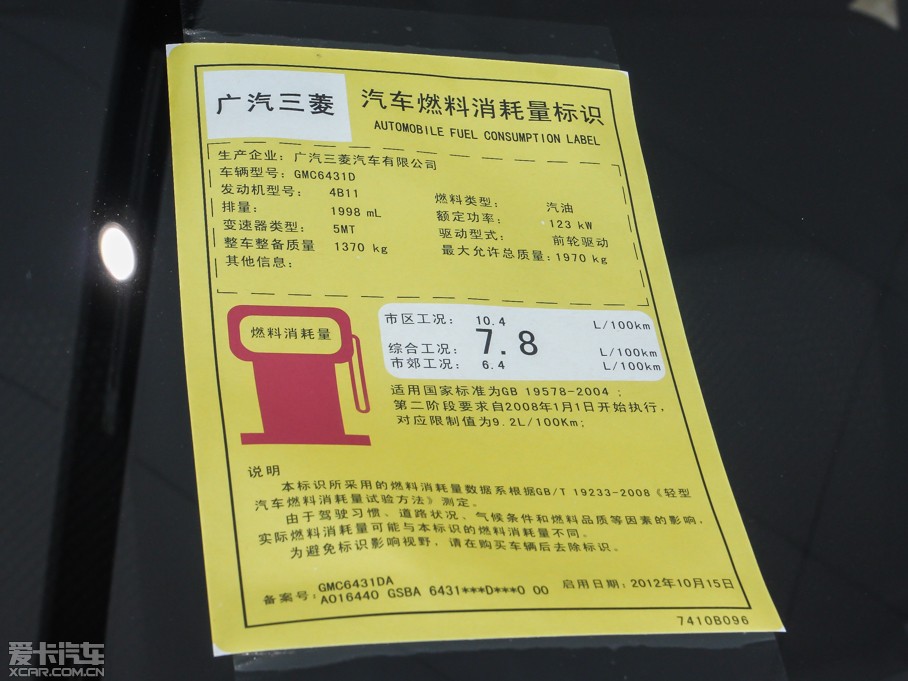 广汽三菱
汽车燃料消耗量标识
AUTOMOBILE FUEL CONSUMPTION LABEL
生产企业: 广汽三菱汽车有限公司
车辆型号: GMC6431D
发动机型号: 4B11
燃料类型: 汽油
排量: 1998 mL
额定功率: 123 kW
变速器类型: 5MT
驱动型式: 前轮驱动
整车整备质量 1370 kg
最大允许总质量: 1970 kg
其他信息:
燃料消耗量
市区工况: 10.4 L/100km
综合工况: 7.8 L/100km
市郊工况: 6.4 L/100km
适用国家标准为GB 19578-2004 ;
第二阶段要求自2008年1月1日开始执行,
对应限制值为9.2L/100Km;
说明
本标识所采用的燃料消耗量数据系根据GB/T 19233-2008《轻型
汽车燃料消耗量试验方法》测定。
由于驾驶习惯、道路状况、气候条件和燃料品质等因素的影响,
实际燃料消耗量可能与本标识的燃料消耗量不同。
为避免标识影响视野, 请在购买车辆后去除标识。
GMC6431DA
备案号: A016440 GSBA 6431***D***0 00 启用日期: 2012年10月15日
7410B096
爱卡汽车
XCAR.COM.CN